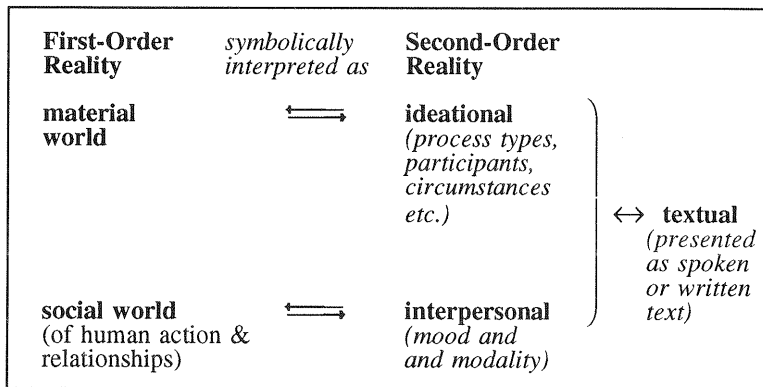 First-Order symbolically Second-Order
Reality interpreted as Reality
material ideational
world (process types,
participants,
circumstances
etc.) ↔ textual
(presented
as spoken
or written
social world interpersonal text)
(of human action & (mood and
relationships) and modality)